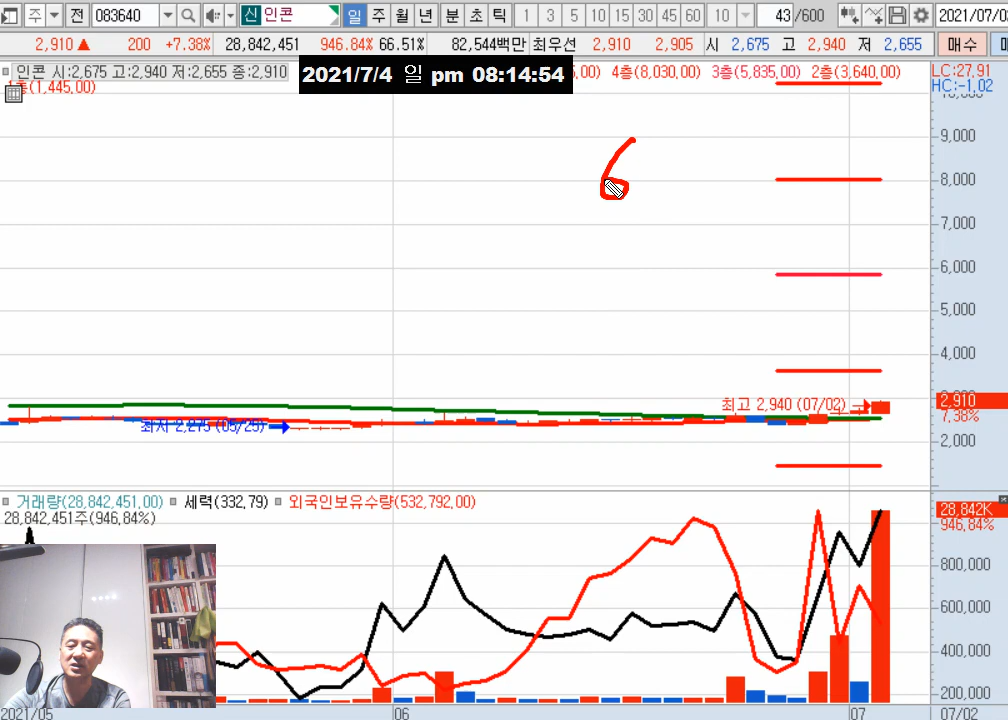 주 전 083640 신 인콘 일 주 월 년 분 초 틱 1 3 5 10 15 30 45 60 10 43 /600 2021/07/0
2,910 ▲ 200 +7.38% 28,842,451 946.84% 66.51% 82,544백만 최우선 2,910 2,905 시 2,675 고 2,940 저 2,655 매수
인콘 시:2,675 고:2,940 저:2,655 종:2,910 2021/7/4 일 pm 08:14:54 5,00) 4층(8,030,00) 3층(5,835,00) 2층(3,640,00) LC:27,91
층(1,445,00) HC:-1,02
9,000
6
8,000
7,000
6,000
5,000
4,000
최고 2,940 (07/02) 2,910
7,38%
최저 2,275 (05/25)
2,000
거래량(28,842,451,00) 세력(332,79) 외국인보유수량(532,792,00)
28,842,451주(946,84%) 28,842K
946,84%
800,000
600,000
400,000
200,000
2021/05 06 07 07/02